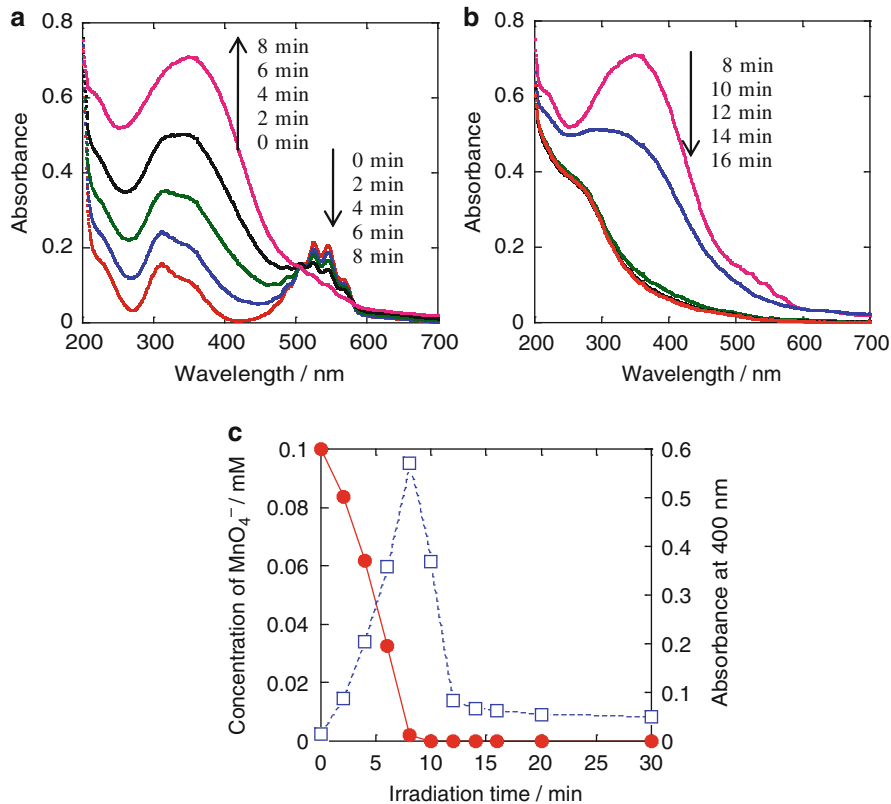 a
0.8
0.6
0.4
0.2
0
Absorbance
200 300 400 500 600 700
Wavelength / nm
8 min
6 min
4 min
2 min
0 min
0 min
2 min
4 min
6 min
8 min
b
0.8
0.6
0.4
0.2
0
Absorbance
200 300 400 500 600 700
Wavelength / nm
8 min
10 min
12 min
14 min
16 min
c
0.1
0.08
0.06
0.04
0.02
0
Concentration of MnO₄⁻ / mM
0 5 10 15 20 25 30
Irradiation time / min
0.6
0.5
0.4
0.3
0.2
0.1
0
Absorbance at 400 nm